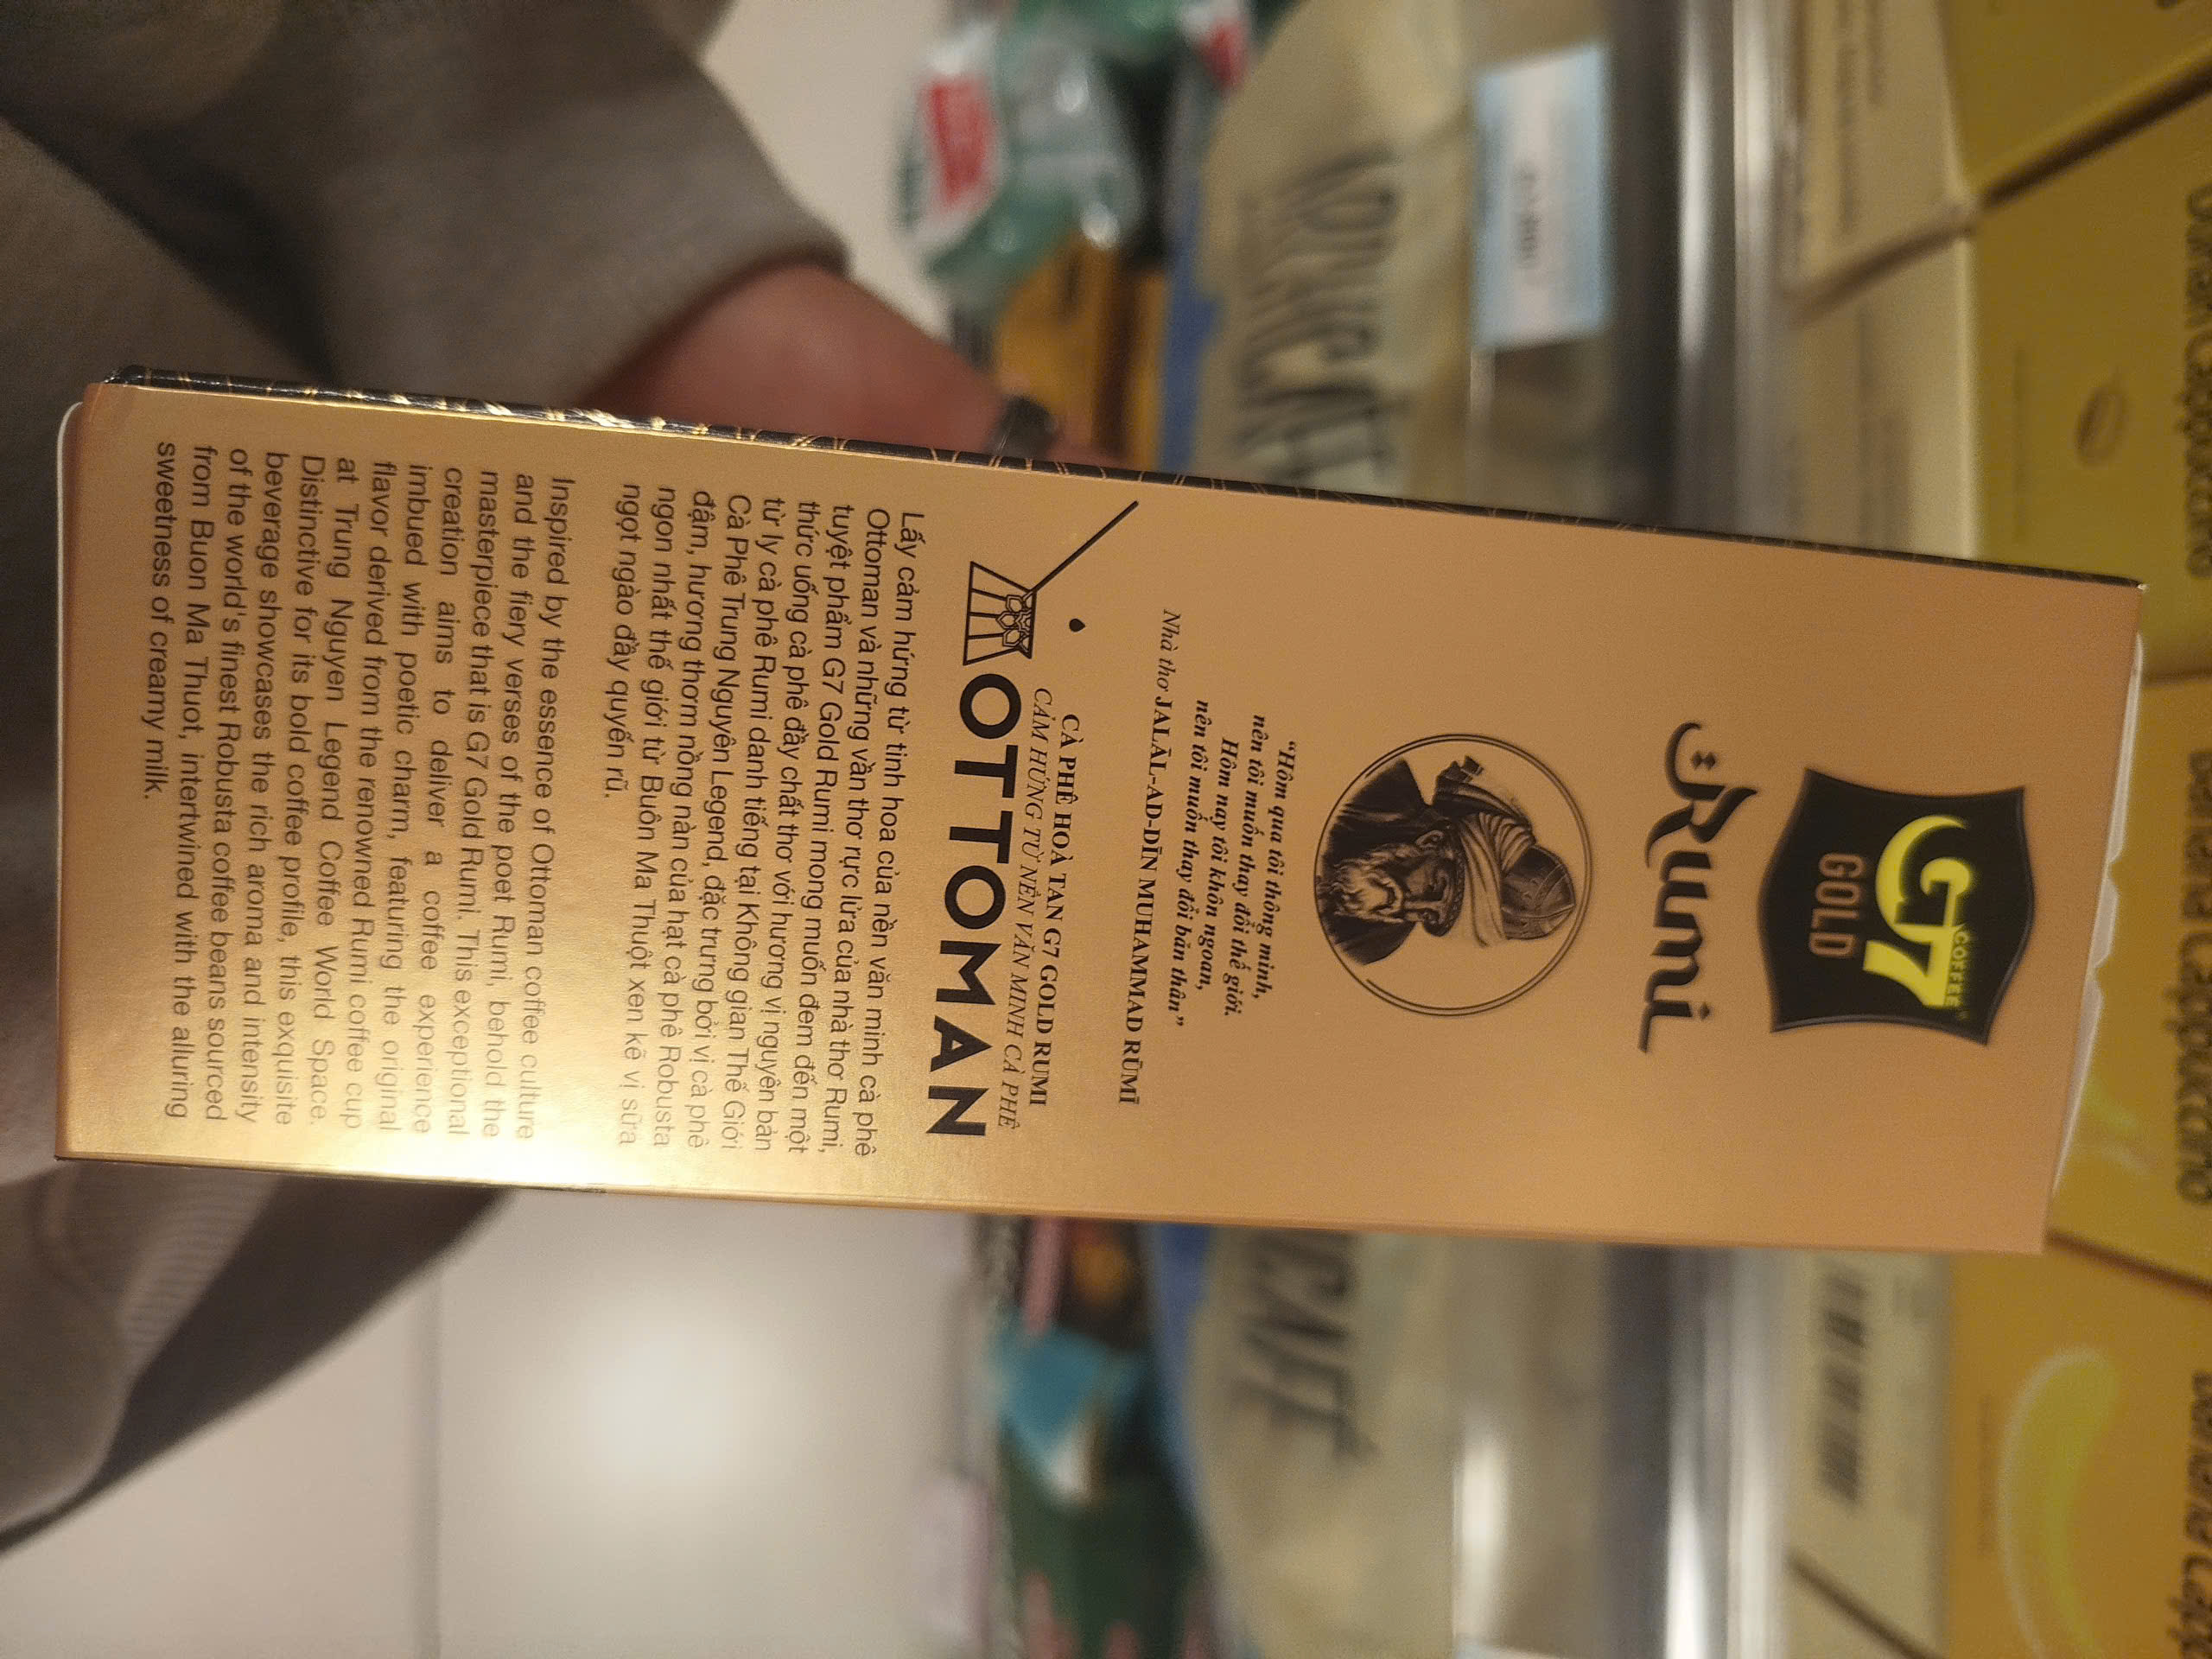 G7
COFFEE
GOLD
Rumi
“Hôm qua tôi thông minh,
nên tôi muốn thay đổi thế giới.
Hôm nay tôi khôn ngoan,
nên tôi muốn thay đổi bản thân”
Nhà thơ JALĀL-AD-DĪN MUHAMMAD RŪMĪ
CÀ PHÊ HOÀ TAN G7 GOLD RUMI
CẢM HỨNG TỪ NỀN VĂN MINH CÀ PHÊ
OTTOMAN
Lấy cảm hứng từ tinh hoa của nền văn minh cà phê
Ottoman và những vần thơ rực lửa của nhà thơ Rumi,
tuyệt phẩm G7 Gold Rumi mong muốn đem đến một
thức uống cà phê đầy chất thơ với hương vị nguyên bản
từ ly cà phê Rumi danh tiếng tại Không gian Thế Giới
Cà Phê Trung Nguyên Legend, đặc trưng bởi vị cà phê
đậm, hương thơm nồng nàn của hạt cà phê Robusta
ngon nhất thế giới từ Buôn Ma Thuột xen kẽ vị sữa
ngọt ngào đầy quyến rũ.
Inspired by the essence of Ottoman coffee culture
and the fiery verses of the poet Rumi, behold the
masterpiece that is G7 Gold Rumi. This exceptional
creation aims to deliver a coffee experience
imbued with poetic charm, featuring the original
flavor derived from the renowned Rumi coffee cup
at Trung Nguyen Legend Coffee World Space.
Distinctive for its bold coffee profile, this exquisite
beverage showcases the rich aroma and intensity
of the world's finest Robusta coffee beans sourced
from Buon Ma Thuot, intertwined with the alluring
sweetness of creamy milk.